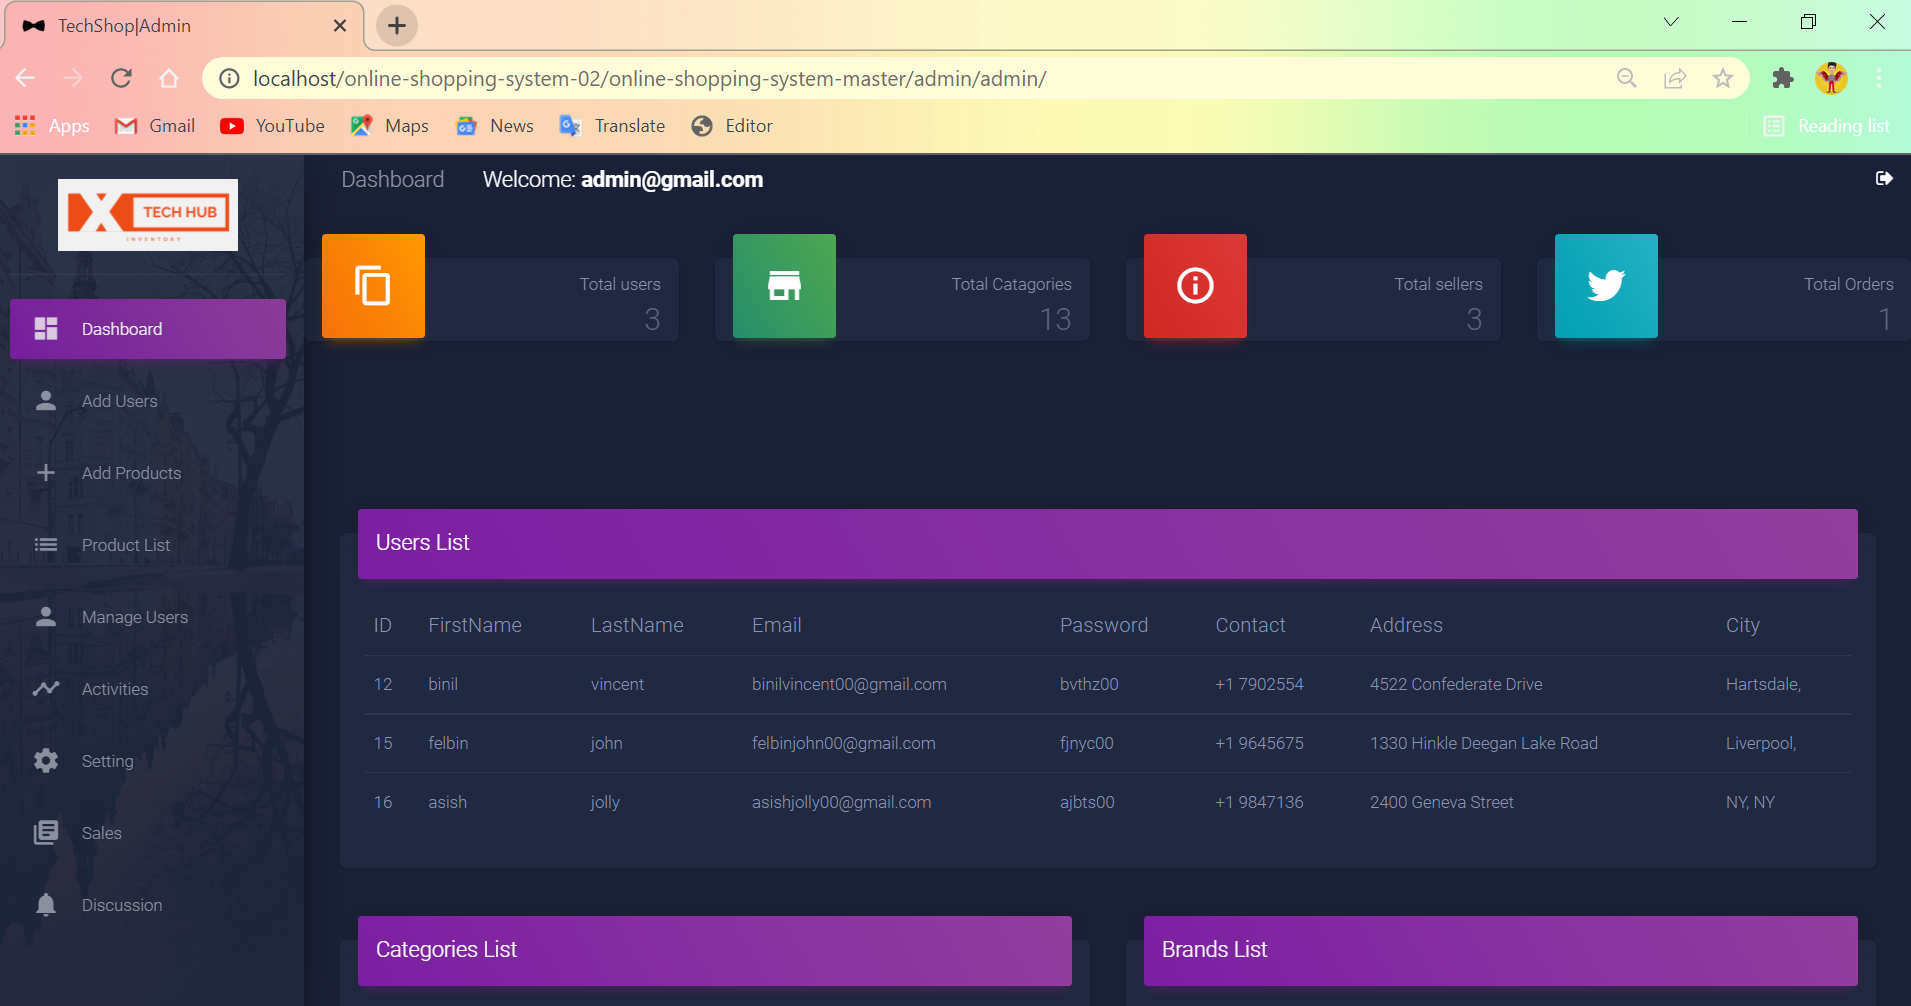 TechShop|Admin
localhost/online-shopping-system-02/online-shopping-system-master/admin/admin/
Apps Gmail YouTube Maps News Translate Editor Reading list
TECH HUB
INVENTORY
Dashboard Welcome: admin@gmail.com
Total users
3
Total Catagories
13
Total sellers
3
Total Orders
1
Dashboard
Add Users
Add Products
Product List
Manage Users
Activities
Setting
Sales
Discussion
Users List
ID FirstName LastName Email Password Contact Address City
12 binil vincent binilvincent00@gmail.com bvthz00 +1 7902554 4522 Confederate Drive Hartsdale,
15 felbin john felbinjohn00@gmail.com fjnyc00 +1 9645675 1330 Hinkle Deegan Lake Road Liverpool,
16 asish jolly asishjolly00@gmail.com ajbts00 +1 9847136 2400 Geneva Street NY, NY
Categories List
Brands List